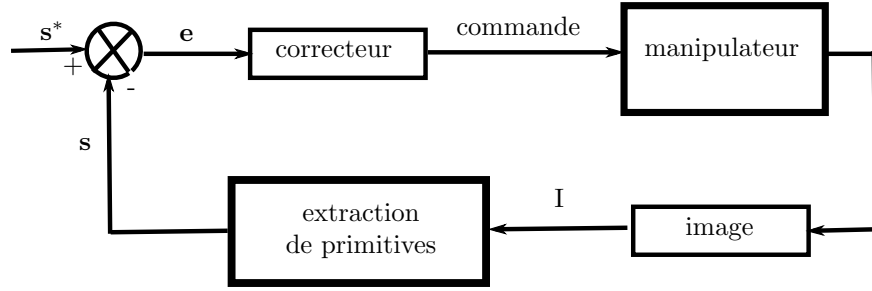 s*
+
-
e
correcteur
commande
manipulateur
s
extraction
de primitives
I
image